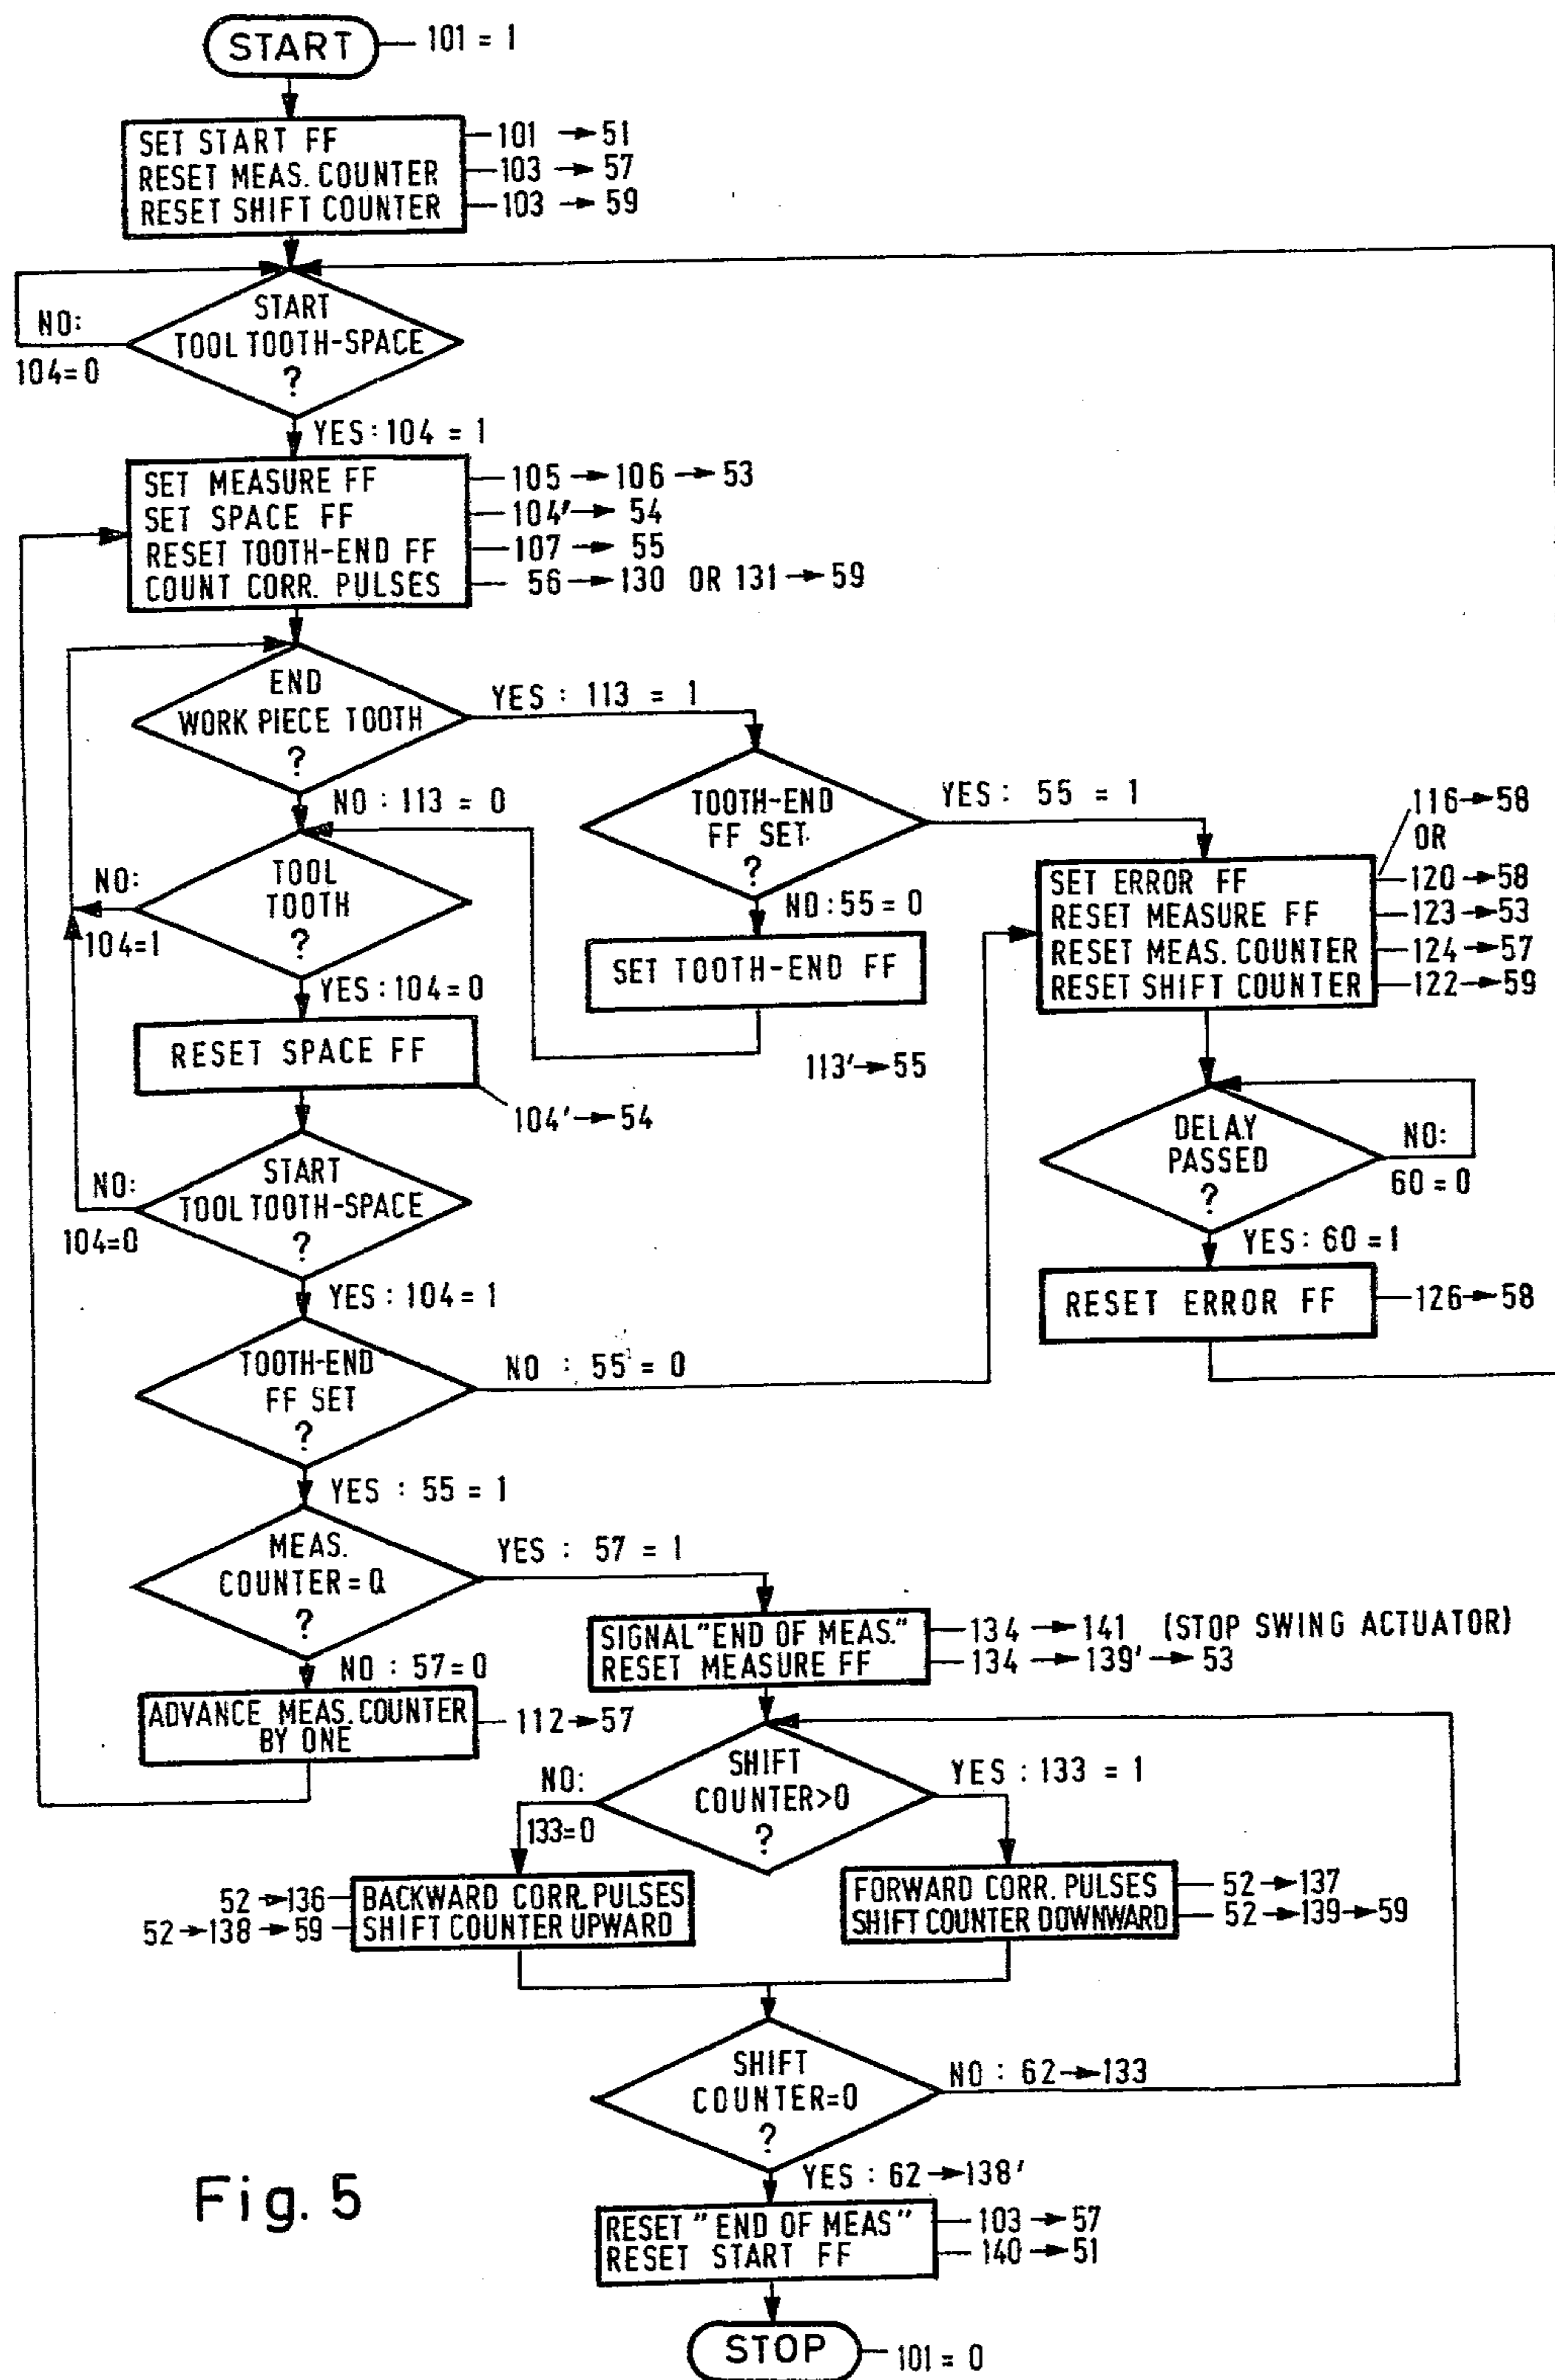 START 101 = 1
SET START FF 101 → 51
RESET MEAS. COUNTER 103 → 57
RESET SHIFT COUNTER 103 → 59
START
TOOL TOOTH-SPACE
?
NO:
104=0
YES:104 = 1
SET MEASURE FF 105 → 106 → 53
SET SPACE FF 104' → 54
RESET TOOTH-END FF 107 → 55
COUNT CORR. PULSES 56 → 130 OR 131 → 59
END
WORK PIECE TOOTH
?
YES : 113 = 1
NO : 113 = 0
TOOTH-END
FF SET
?
YES: 55 = 1
NO:55 = 0
SET TOOTH-END FF
113' → 55
TOOL
TOOTH
?
NO:
104=1
YES:104=0
RESET SPACE FF
104' → 54
116 → 58
OR
SET ERROR FF 120 → 58
RESET MEASURE FF 123 → 53
RESET MEAS. COUNTER 124 → 57
RESET SHIFT COUNTER 122 → 59
DELAY
PASSED
?
NO:
60 = 0
YES: 60 = 1
RESET ERROR FF 126 → 58
START
TOOL TOOTH-SPACE
?
NO:
104=0
YES : 104 = 1
TOOTH-END
FF SET
?
NO : 55 = 0
YES : 55 = 1
MEAS.
COUNTER = Q
?
YES : 57 = 1
NO : 57=0
ADVANCE MEAS. COUNTER
BY ONE
112 → 57
SIGNAL "END OF MEAS." 134 → 141 (STOP SWING ACTUATOR)
RESET MEASURE FF 134 → 139' → 53
SHIFT
COUNTER>0
?
NO:
133=0
YES : 133 = 1
52 → 136 BACKWARD CORR. PULSES
52 → 138 → 59 SHIFT COUNTER UPWARD
FORWARD CORR. PULSES 52 → 137
SHIFT COUNTER DOWNWARD 52 → 139 → 59
SHIFT
COUNTER=0
?
NO : 62 → 133
YES : 62 → 138'
RESET "END OF MEAS" 103 → 57
RESET START FF 140 → 51
STOP 101 = 0
Fig. 5